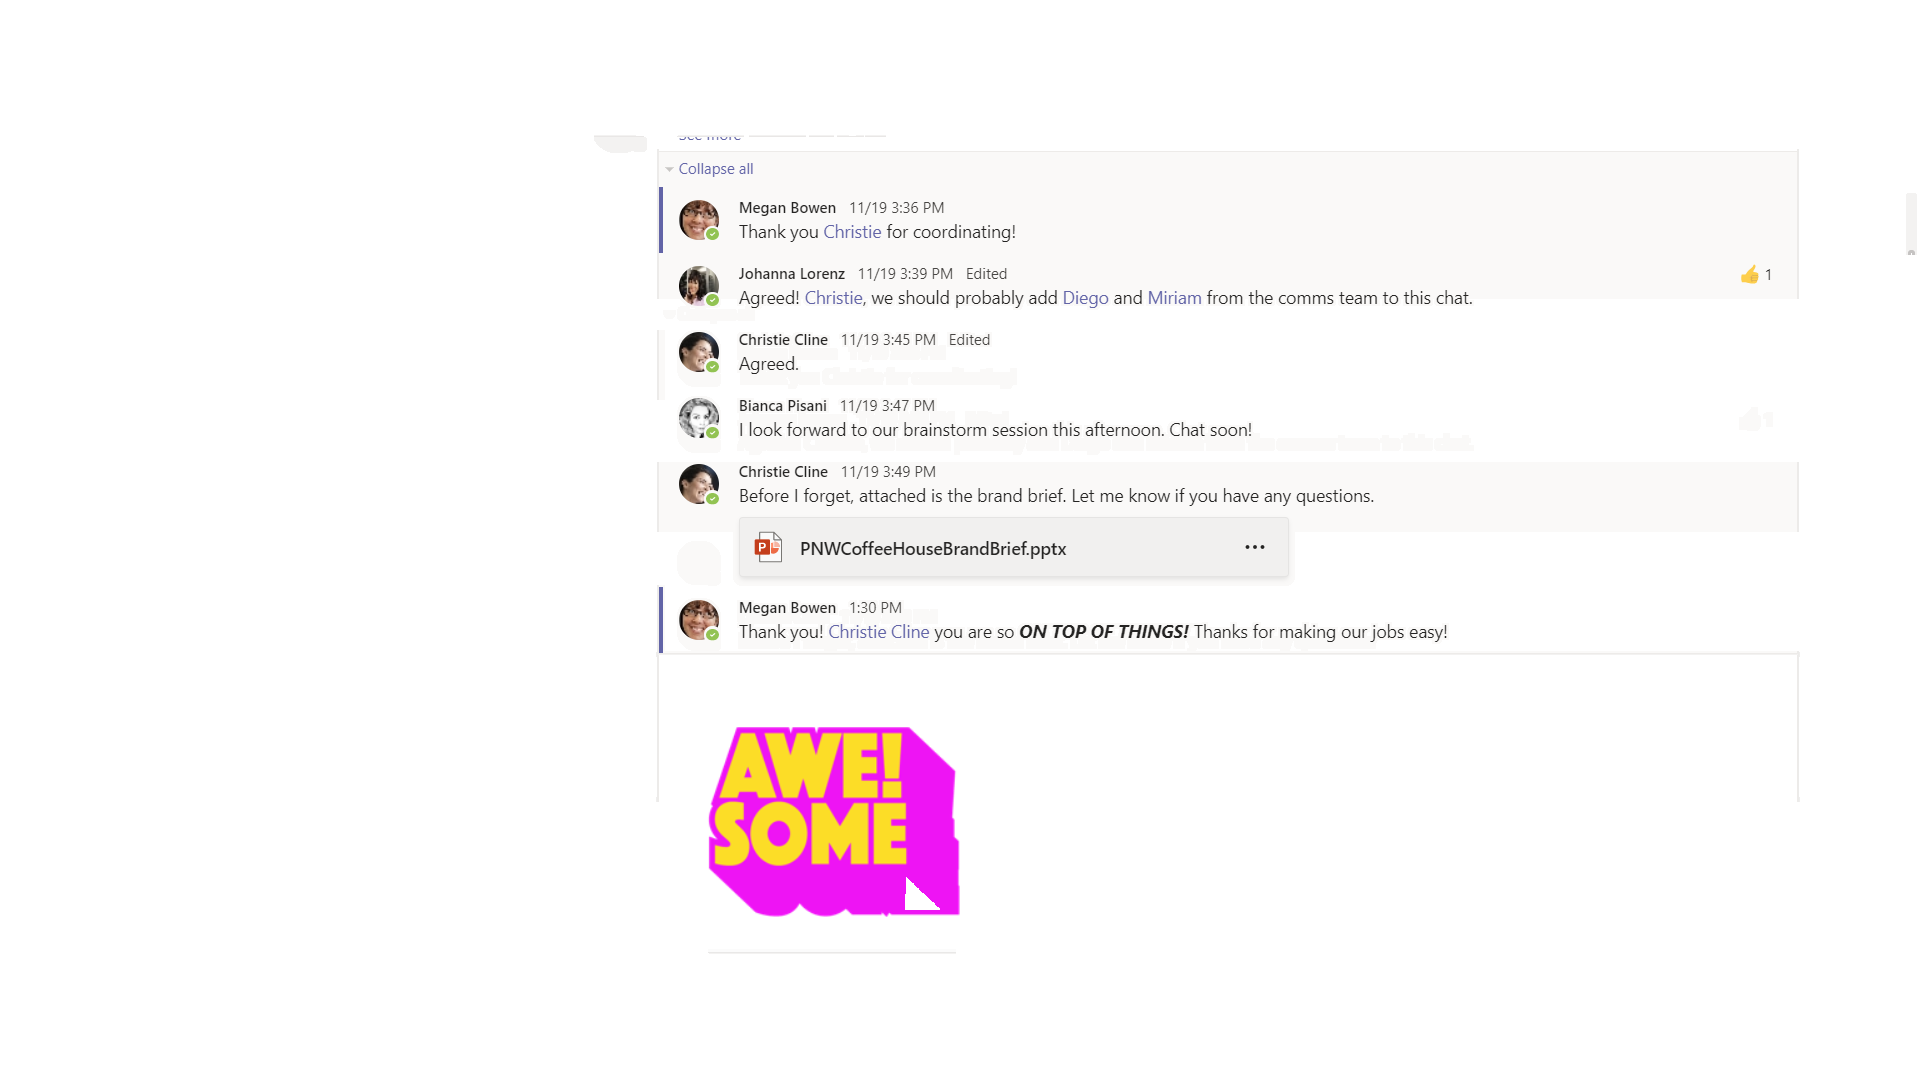 See more
Collapse all
Megan Bowen 11/19 3:36 PM
Thank you Christie for coordinating!
Johanna Lorenz 11/19 3:39 PM Edited
1
Agreed! Christie, we should probably add Diego and Miriam from the comms team to this chat.
Christie Cline 11/19 3:45 PM Edited
Agreed.
Bianca Pisani 11/19 3:47 PM
I look forward to our brainstorm session this afternoon. Chat soon!
Christie Cline 11/19 3:49 PM
Before I forget, attached is the brand brief. Let me know if you have any questions.
PNWCoffeeHouseBrandBrief.pptx
Megan Bowen 1:30 PM
Thank you! Christie Cline you are so ON TOP OF THINGS! Thanks for making our jobs easy!
AWE!
SOME